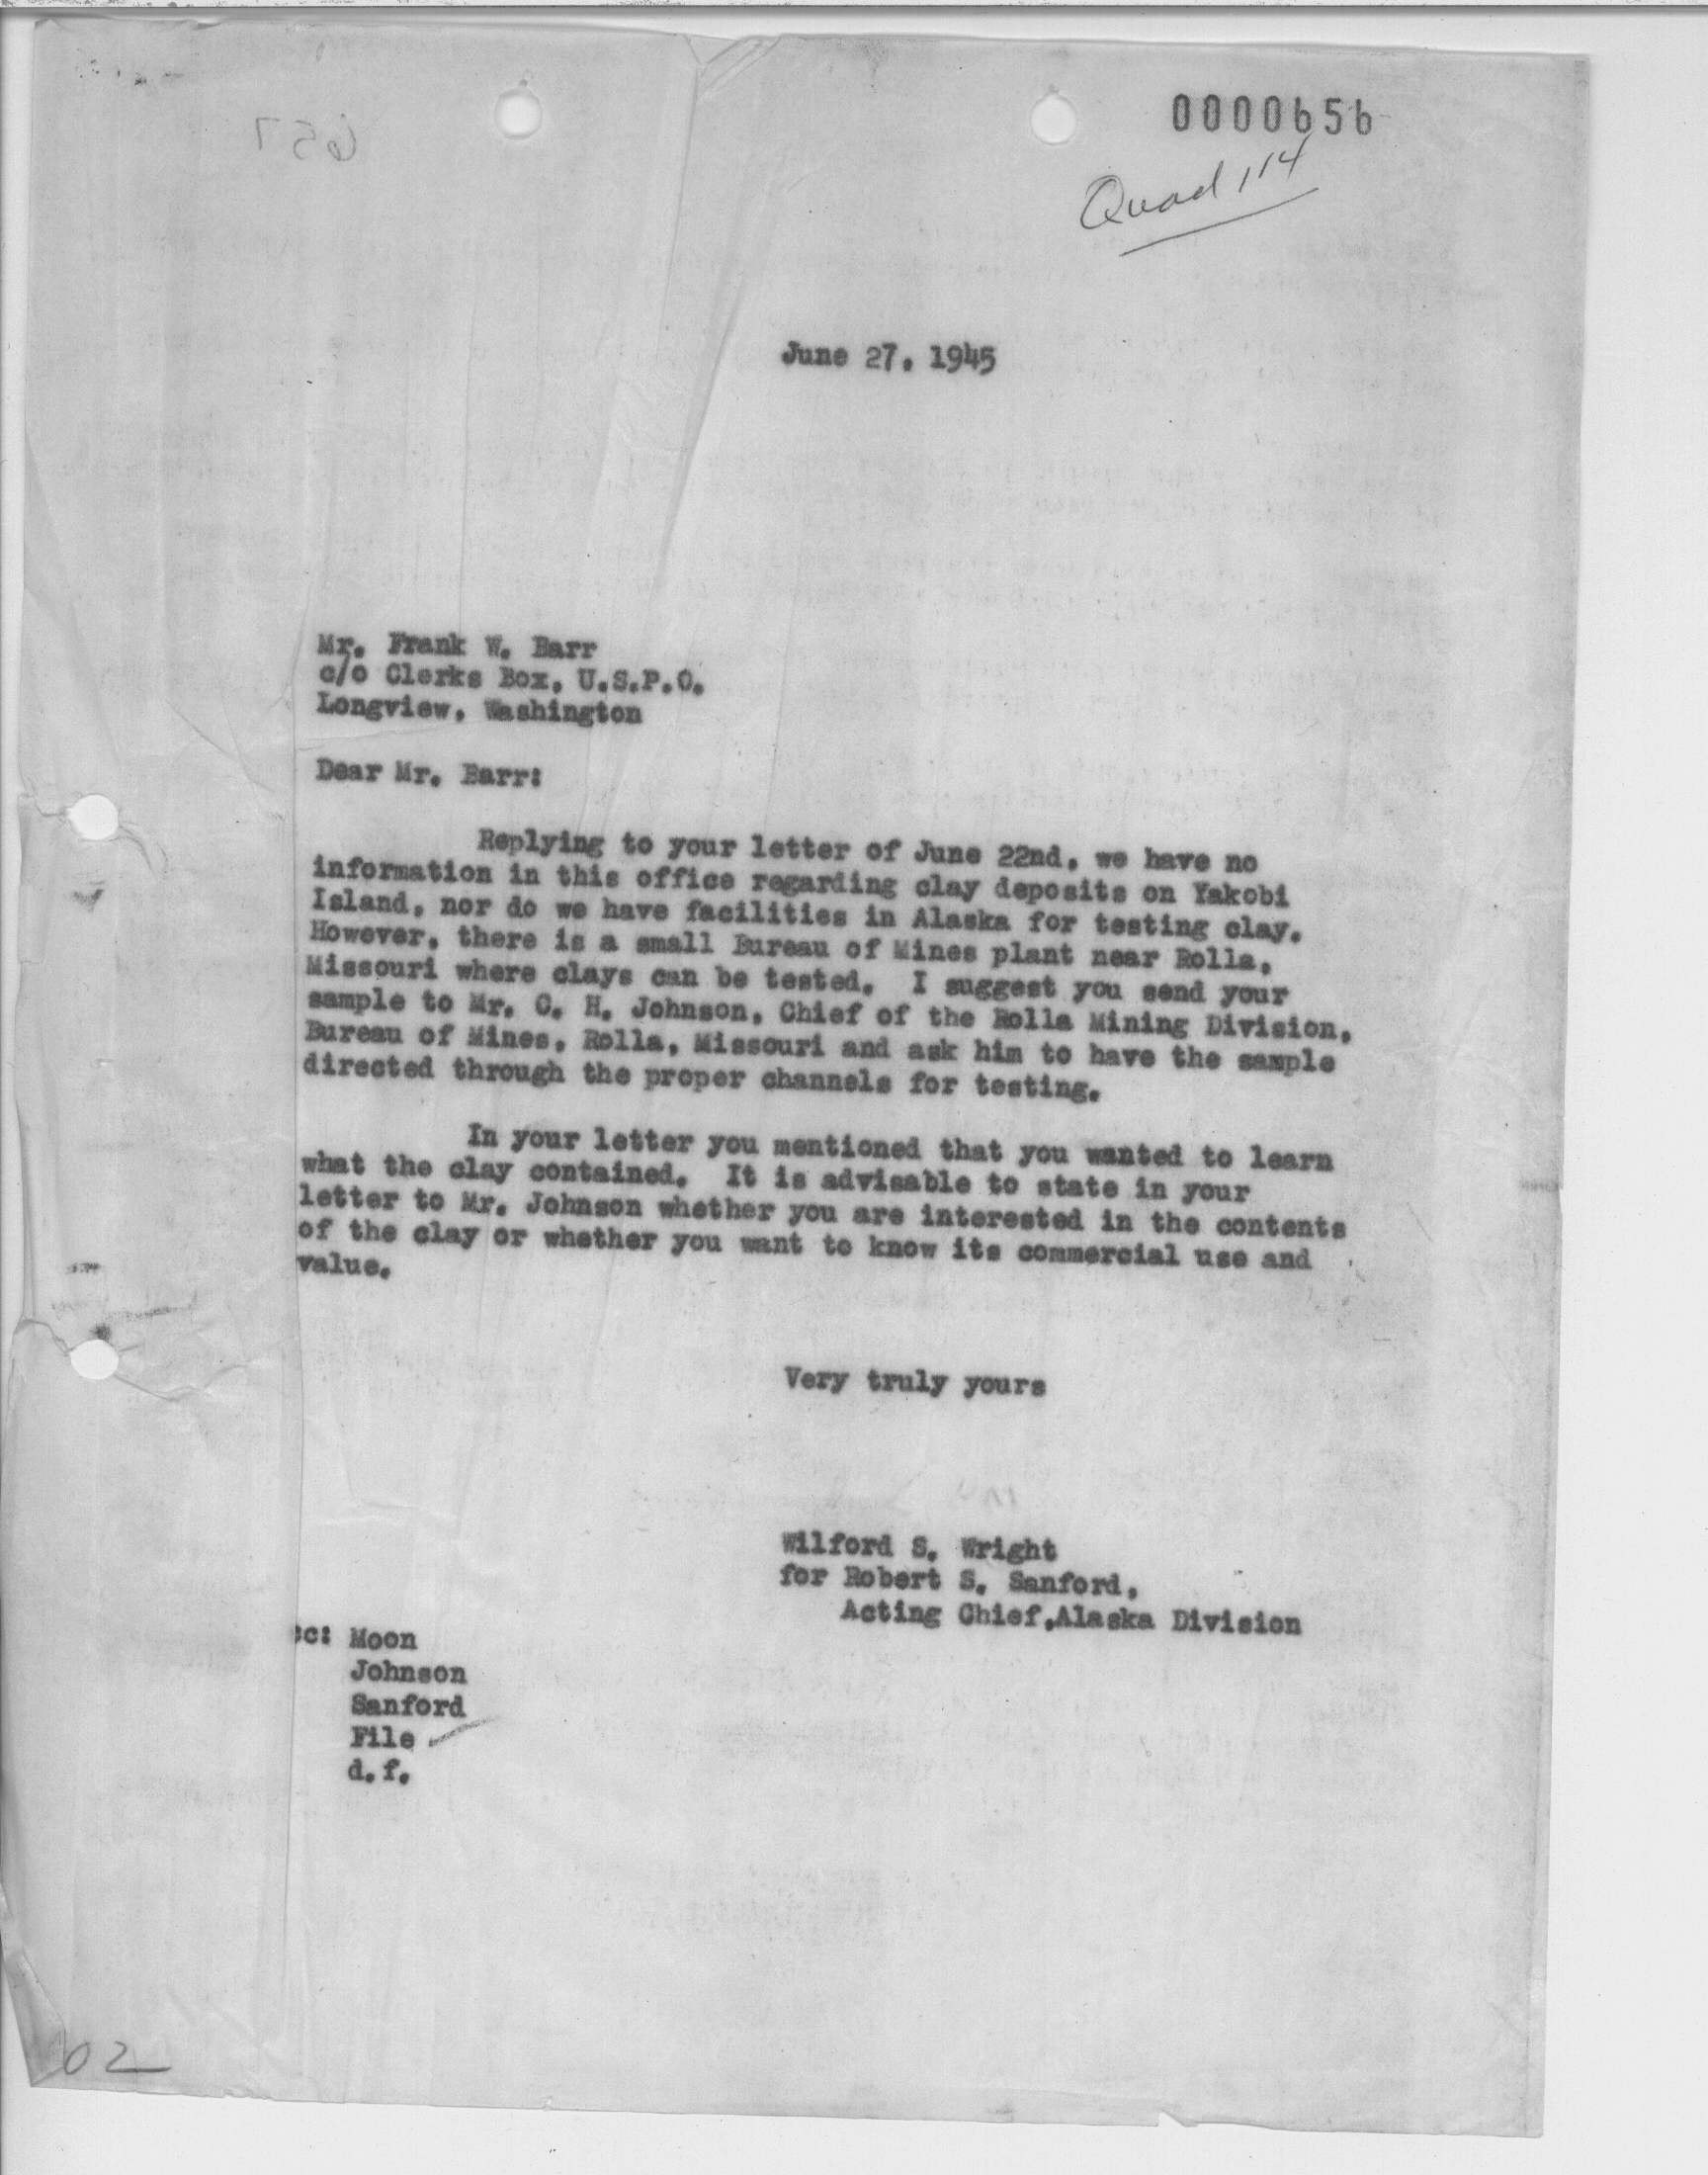 0000656
Quad 114
657
June 27, 1945
Mr. Frank W. Barr
c/o Clerks Box, U.S.P.O.
Longview, Washington
Dear Mr. Barr:
Replying to your letter of June 22nd, we have no
information in this office regarding clay deposits on Yakobi
Island, nor do we have facilities in Alaska for testing clay.
However, there is a small Bureau of Mines plant near Rolla,
Missouri where clays can be tested. I suggest you send your
sample to Mr. C. H. Johnson, Chief of the Rolla Mining Division,
Bureau of Mines, Rolla, Missouri and ask him to have the sample
directed through the proper channels for testing.
In your letter you mentioned that you wanted to learn
what the clay contained. It is advisable to state in your
letter to Mr. Johnson whether you are interested in the contents
of the clay or whether you want to know its commercial use and
value.
Very truly yours
Wilford S. Wright
for Robert S. Sanford,
Acting Chief, Alaska Division
cc: Moon
Johnson
Sanford
File
d.f.
02